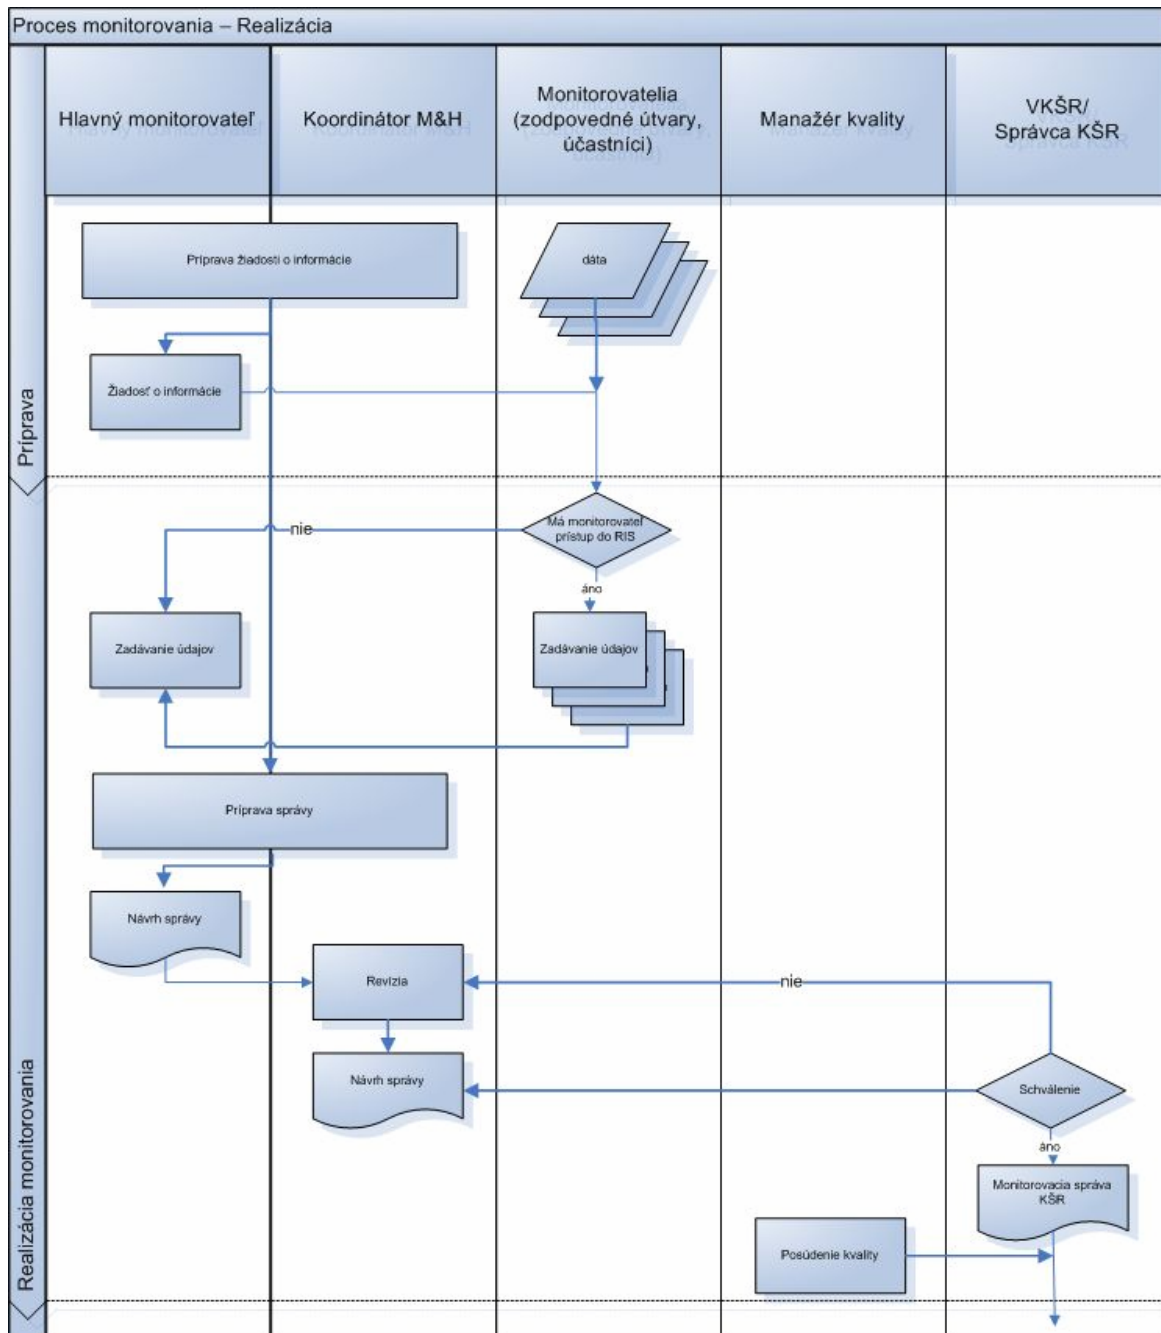 Proces monitorovania – Realizácia
Hlavný monitorovateľ
Koordinátor M&H
Monitorovatelia
(zodpovedné útvary,
účastníci)
Manažér kvality
VKŠR/
Správca KŠR
Príprava
Príprava žiadosti o informácie
dáta
Žiadosť o informácie
Realizácia monitorovania
Má monitorovateľ
prístup do RIS
nie
áno
Zadávanie údajov
Zadávanie údajov
Príprava správy
Návrh správy
Revízia
nie
Návrh správy
Schválenie
áno
Monitorovacia správa
KŠR
Posúdenie kvality